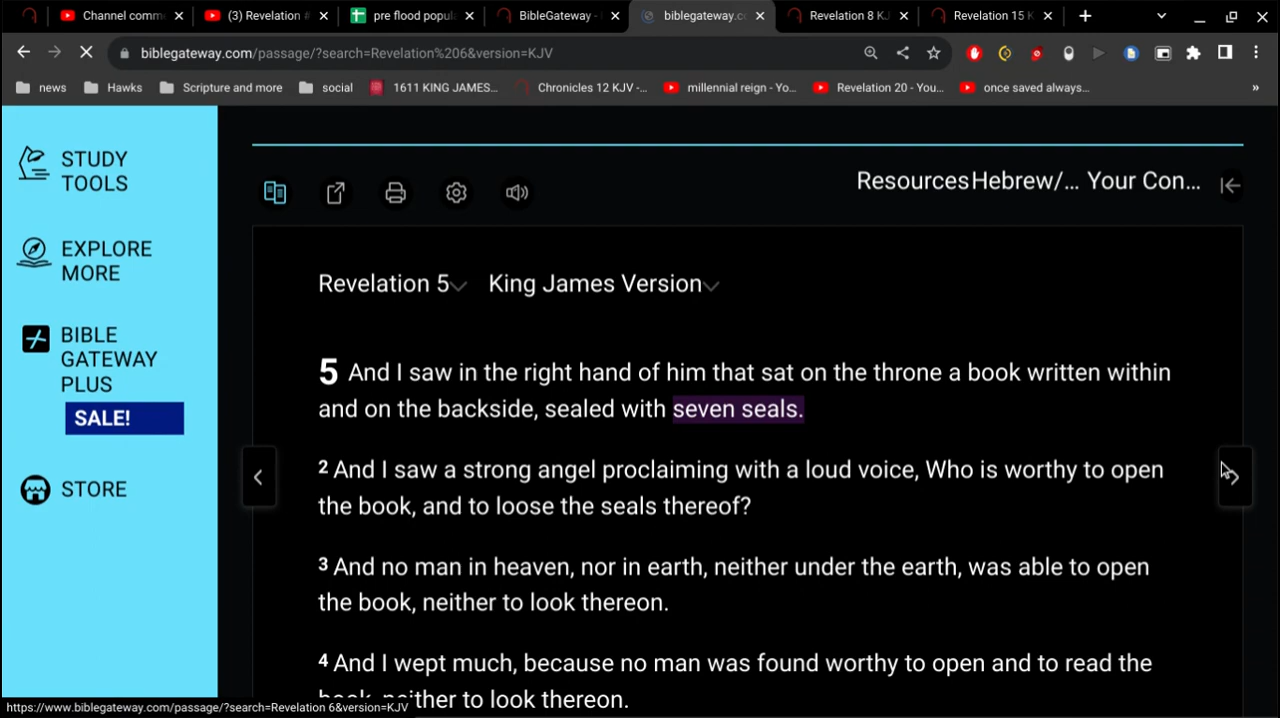 Channel comm
(3) Revelation
pre flood popul
BibleGateway -
biblegateway.c
Revelation 8 K
Revelation 15 K
biblegateway.com/passage/?search=Revelation%206&version=KJV
news
Hawks
Scripture and more
social
1611 KING JAMES...
Chronicles 12 KJV -...
millennial reign - Yo...
Revelation 20 - You...
once saved always...
»
STUDY
TOOLS
EXPLORE
MORE
BIBLE
GATEWAY
PLUS
SALE!
STORE
Resources Hebrew/... Your Con...
Revelation 5 King James Version
5 And I saw in the right hand of him that sat on the throne a book written within
and on the backside, sealed with seven seals.
2 And I saw a strong angel proclaiming with a loud voice, Who is worthy to open
the book, and to loose the seals thereof?
3 And no man in heaven, nor in earth, neither under the earth, was able to open
the book, neither to look thereon.
4 And I wept much, because no man was found worthy to open and to read the
book, neither to look thereon.
https://www.biblegateway.com/passage/?search=Revelation 6&version=KJV